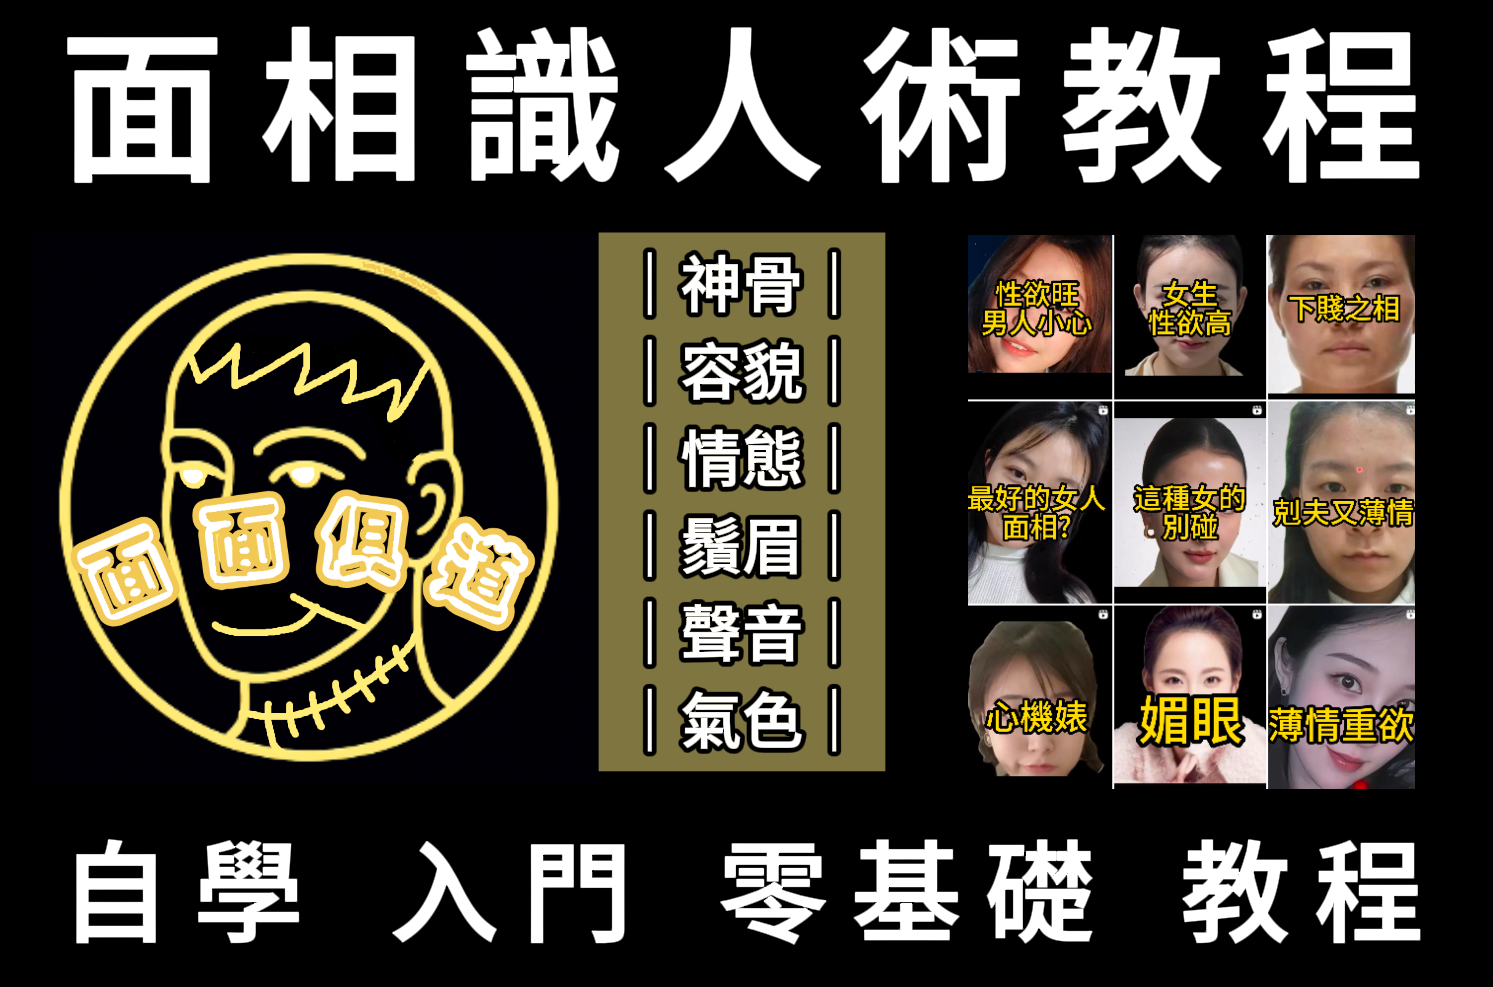 面相識人術教程
面面俱道
｜神骨｜
｜容貌｜
｜情態｜
｜鬚眉｜
｜聲音｜
｜氣色｜
性欲旺
男人小心
女生
性欲高
下賤之相
最好的女人
面相?
這種女的
別碰
剋夫又薄情
心機婊
媚眼
薄情重欲
自學 入門 零基礎 教程